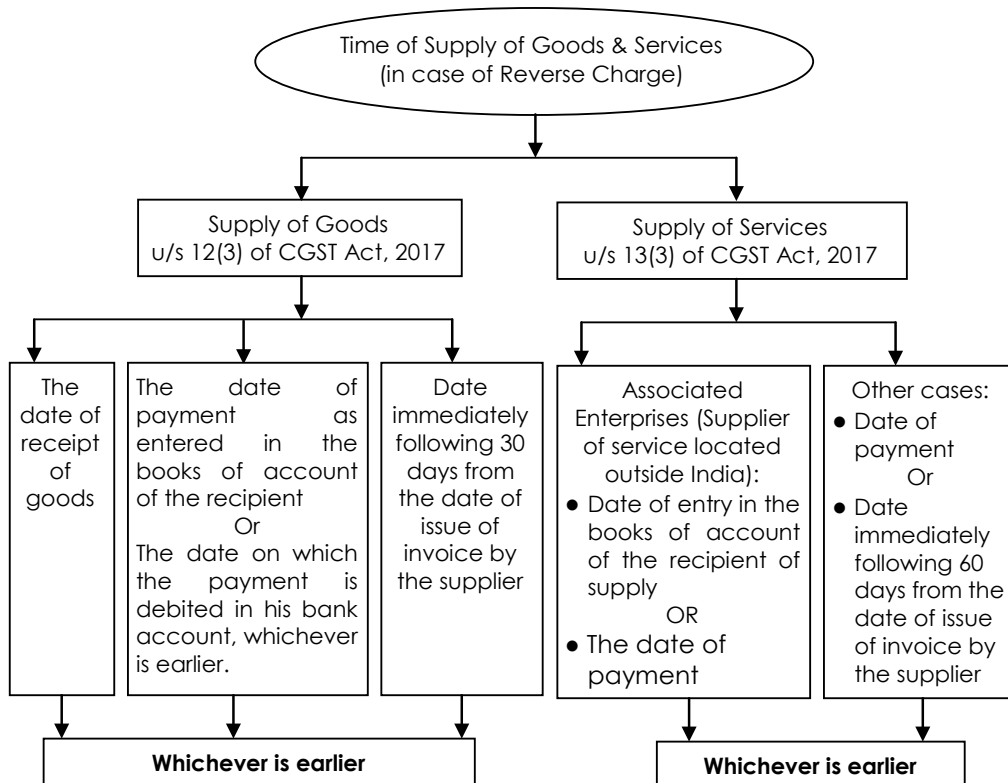 Time of Supply of Goods & Services
(in case of Reverse Charge)
Supply of Goods
u/s 12(3) of CGST Act, 2017
Supply of Services
u/s 13(3) of CGST Act, 2017
The
date of
receipt
of
goods
The date of
payment as
entered in the
books of account
of the recipient
Or
The date on which
the payment is
debited in his bank
account, whichever
is earlier.
Date
immediately
following 30
days from
the date of
issue of
invoice by
the supplier
Associated
Enterprises (Supplier
of service located
outside India):
● Date of entry in the
books of account
of the recipient of
supply
OR
● The date of
payment
Other cases:
● Date of
payment
Or
● Date
immediately
following 60
days from the
date of issue
of invoice by
the supplier
Whichever is earlier
Whichever is earlier